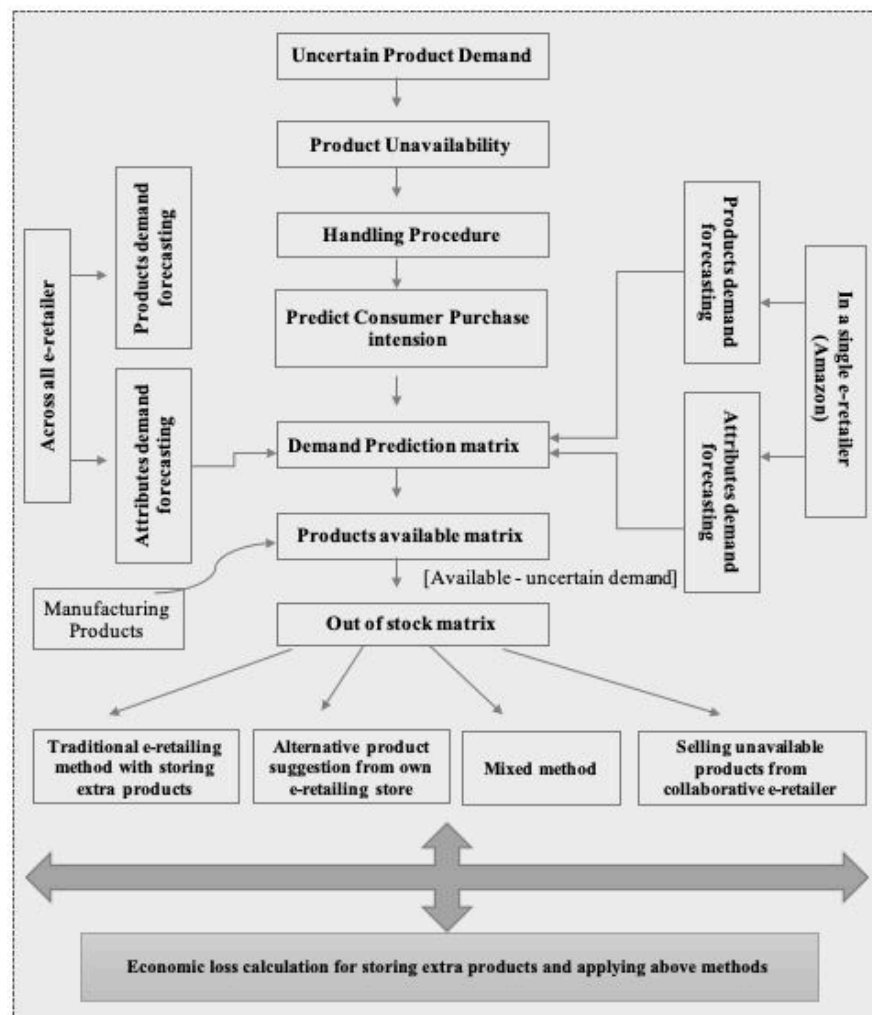 Uncertain Product Demand
Product Unavailability
Handling Procedure
Predict Consumer Purchase
intension
Demand Prediction matrix
Products available matrix
[Available - uncertain demand]
Out of stock matrix
Across all e-retailer
Products demand
forecasting
Attributes demand
forecasting
Manufacturing
Products
Products demand
forecasting
Attributes demand
forecasting
In a single e-retailer
(Amazon)
Traditional e-retailing
method with storing
extra products
Alternative product
suggestion from own
e-retailing store
Mixed method
Selling unavailable
products from
collaborative e-retailer
Economic loss calculation for storing extra products and applying above methods